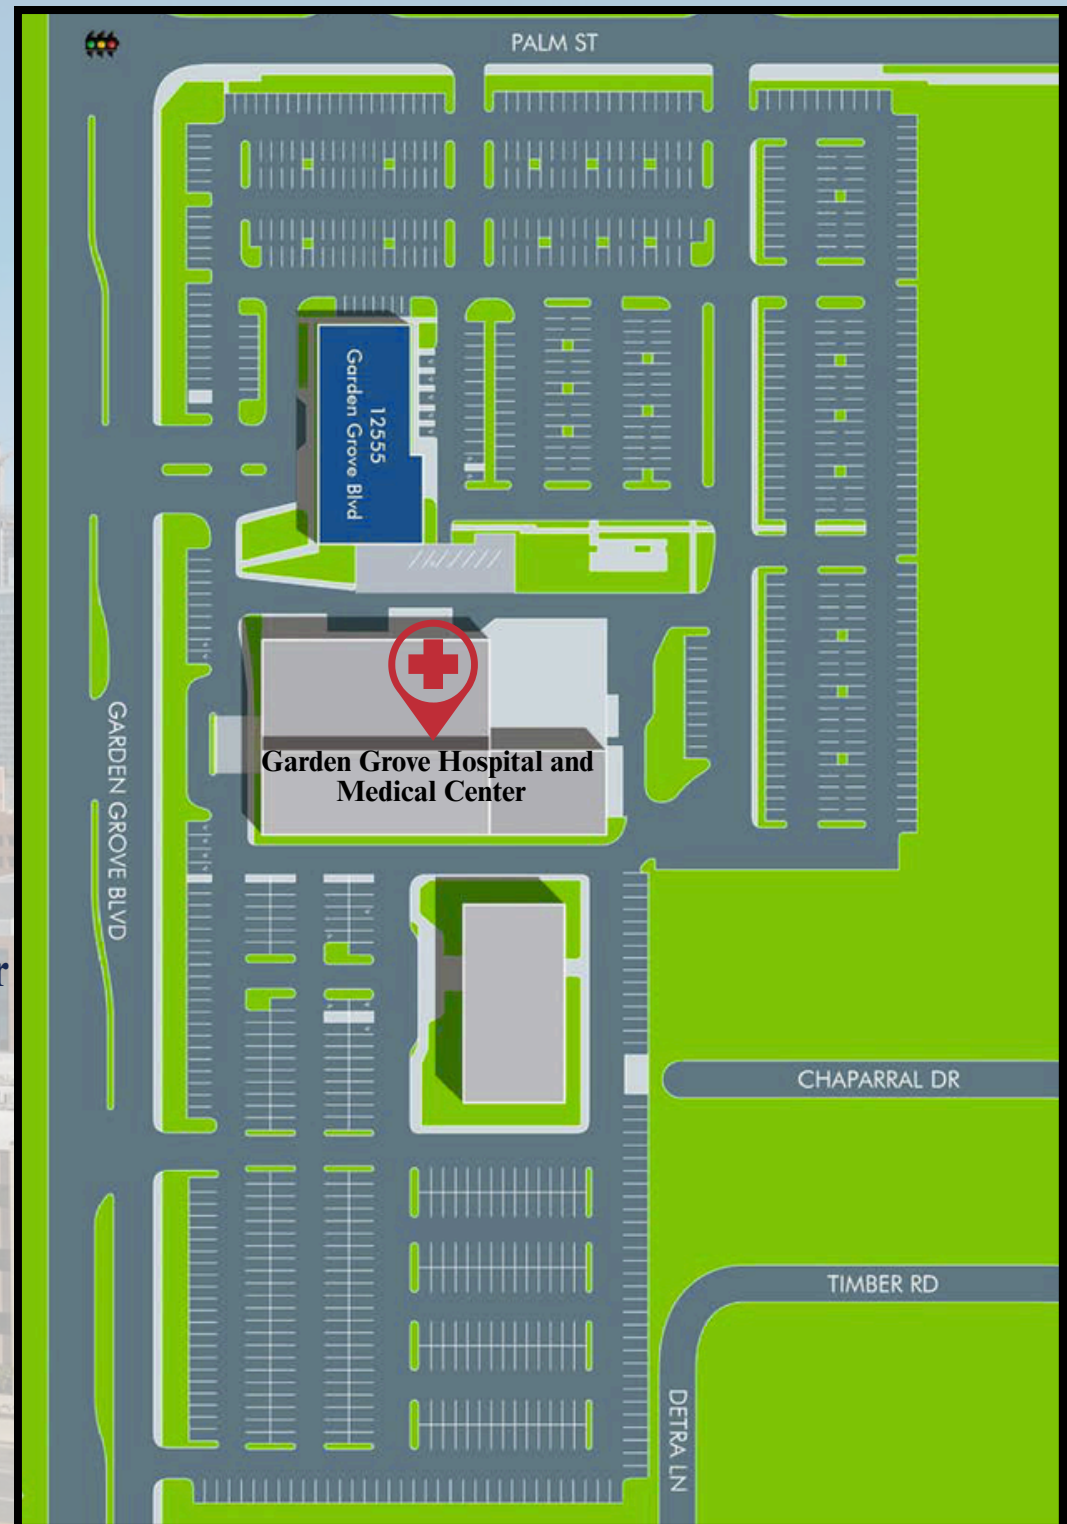 PALM ST
12555
Garden Grove Blvd
GARDEN GROVE BLVD
Garden Grove Hospital and
Medical Center
r
CHAPARRAL DR
TIMBER RD
DETRA LN